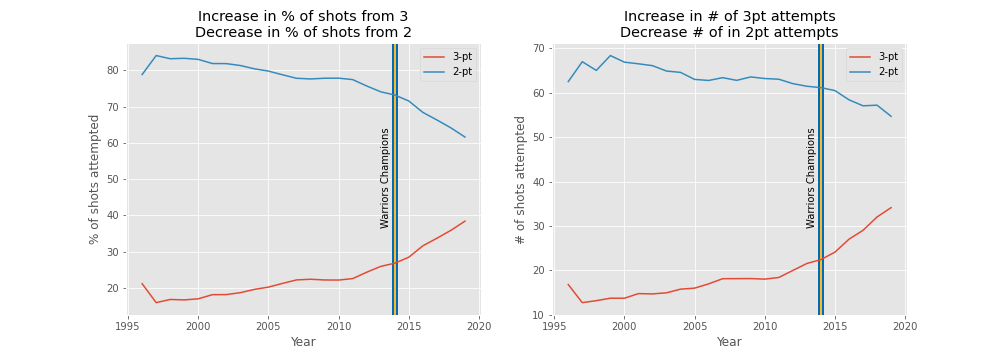 Increase in % of shots from 3
Decrease in % of shots from 2
3-pt
2-pt
80
70
60
50
40
30
20
% of shots attempted
Warriors Champions
1995
2000
2005
2010
2015
2020
Year
Increase in # of 3pt attempts
Decrease # of in 2pt attempts
3-pt
2-pt
70
60
50
40
30
20
10
# of shots attempted
Warriors Champions
1995
2000
2005
2010
2015
2020
Year